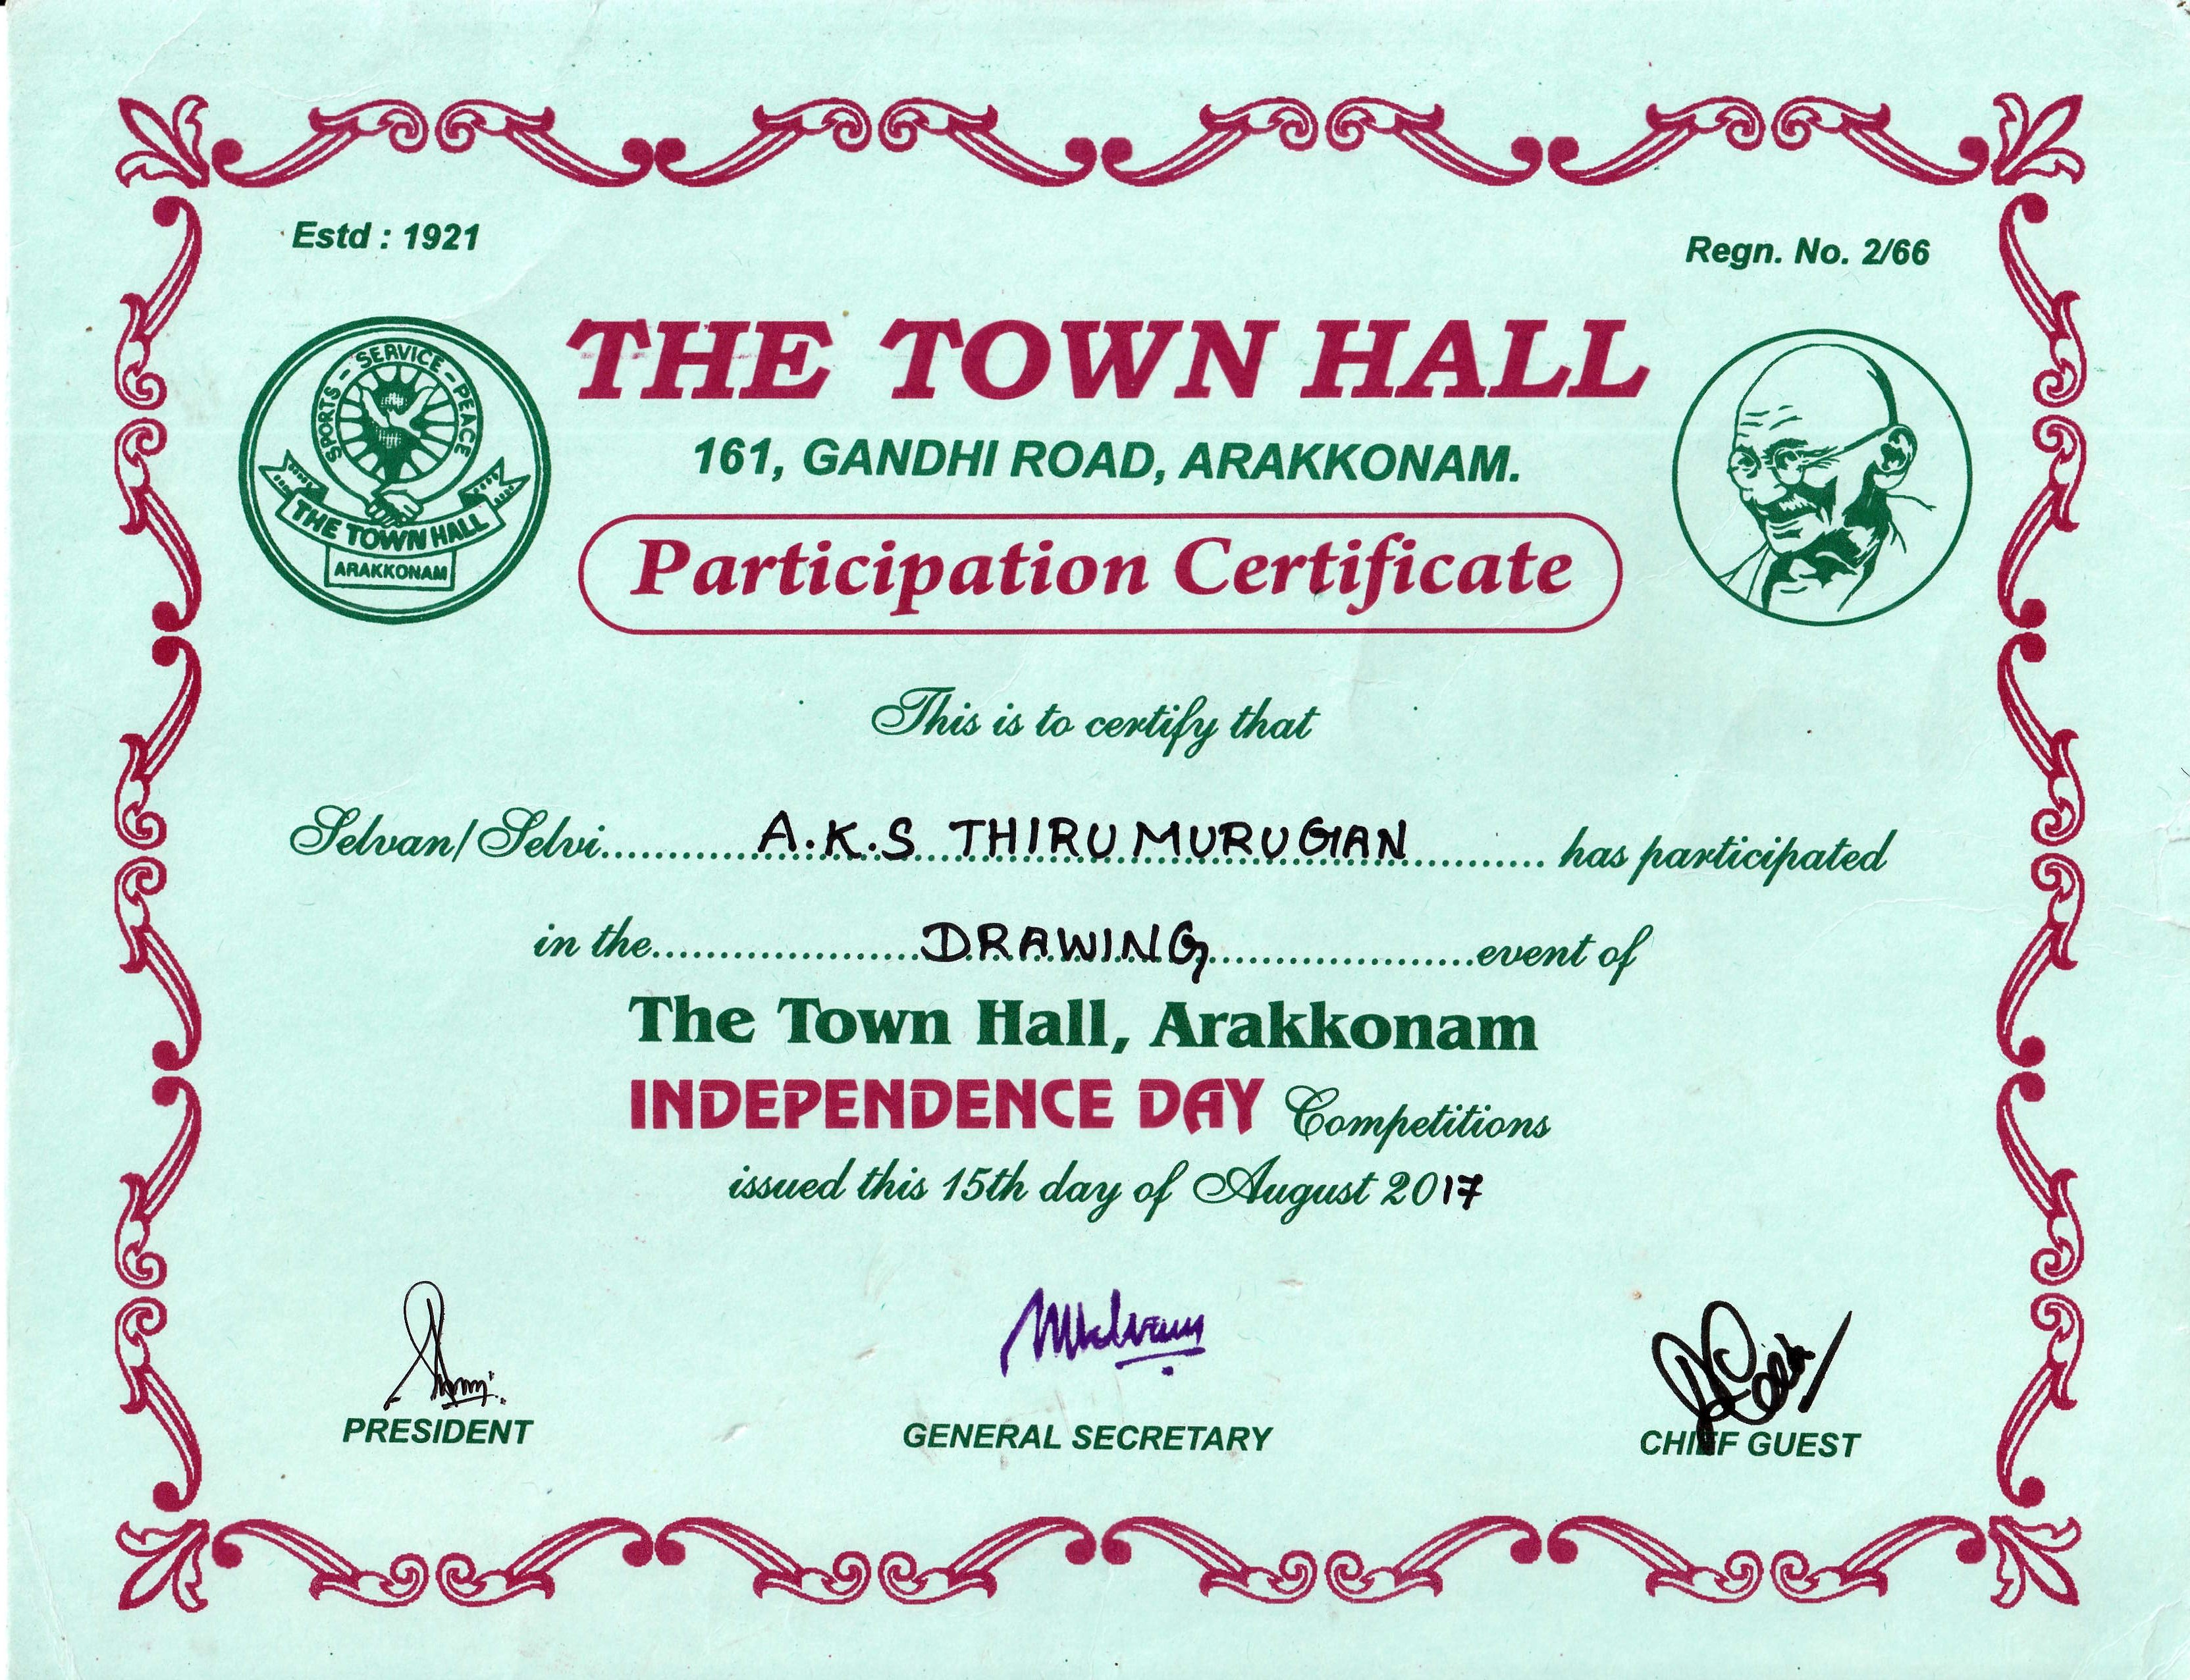 Estd : 1921
Regn. No. 2/66
THE TOWN HALL
SPORTS - SERVICE - PEACE
THE TOWN HALL
ARAKKONAM
161, GANDHI ROAD, ARAKKONAM.
Participation Certificate
This is to certify that
Selvan/Selvi.......... A.K.S THIRUMURUGAN .......... has participated
in the.......... DRAWING ..........event of
The Town Hall, Arakkonam
INDEPENDENCE DAY Competitions
issued this 15th day of August 2017
PRESIDENT
GENERAL SECRETARY
CHIEF GUEST